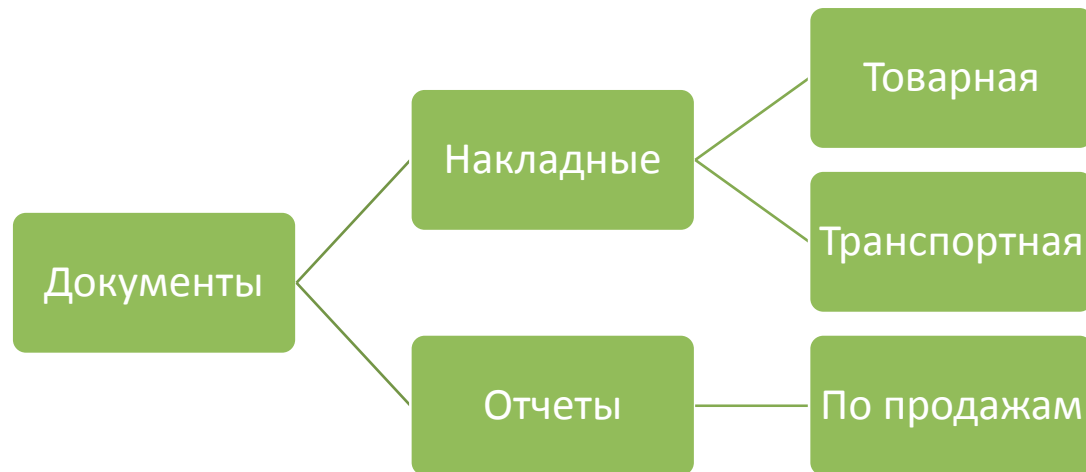 Документы
Накладные
Товарная
Транспортная
Отчеты
По продажам